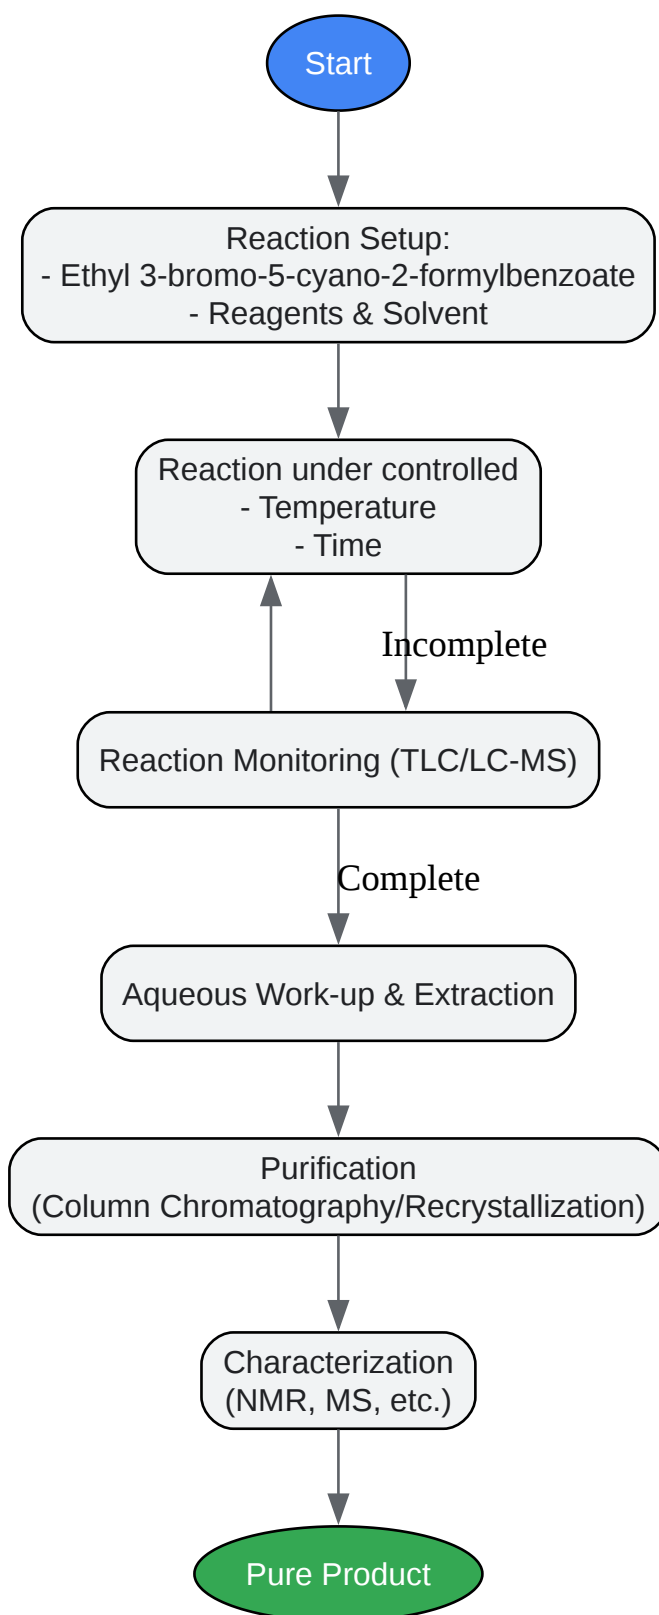 Start
Reaction Setup:
- Ethyl 3-bromo-5-cyano-2-formylbenzoate
- Reagents & Solvent
Reaction under controlled
- Temperature
- Time
Incomplete
Reaction Monitoring (TLC/LC-MS)
Complete
Aqueous Work-up & Extraction
Purification
(Column Chromatography/Recrystallization)
Characterization
(NMR, MS, etc.)
Pure Product